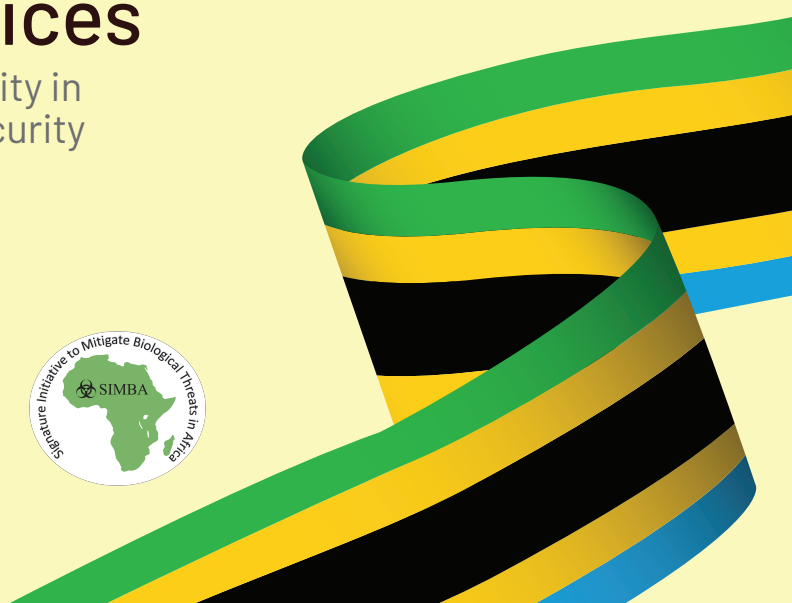 ices
ity in
curity
Signature Initiative to Mitigate Biological Threats in Africa
SIMBA